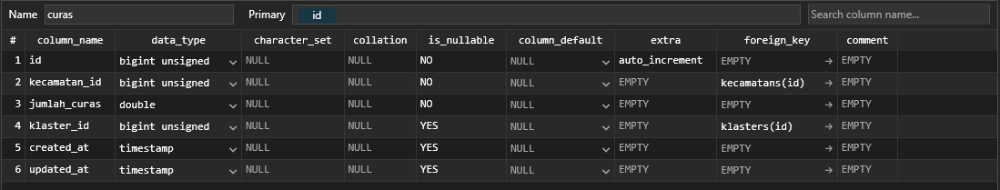 Name curas Primary id Search column name...
# column_name data_type character_set collation is_nullable column_default extra foreign_key comment
1 id bigint unsigned NULL NULL NO NULL auto_increment EMPTY EMPTY
2 kecamatan_id bigint unsigned NULL NULL NO NULL EMPTY kecamatans(id) EMPTY
3 jumlah_curas double NULL NULL NO NULL EMPTY EMPTY EMPTY
4 klaster_id bigint unsigned NULL NULL YES NULL EMPTY klasters(id) EMPTY
5 created_at timestamp NULL NULL YES NULL EMPTY EMPTY EMPTY
6 updated_at timestamp NULL NULL YES NULL EMPTY EMPTY EMPTY